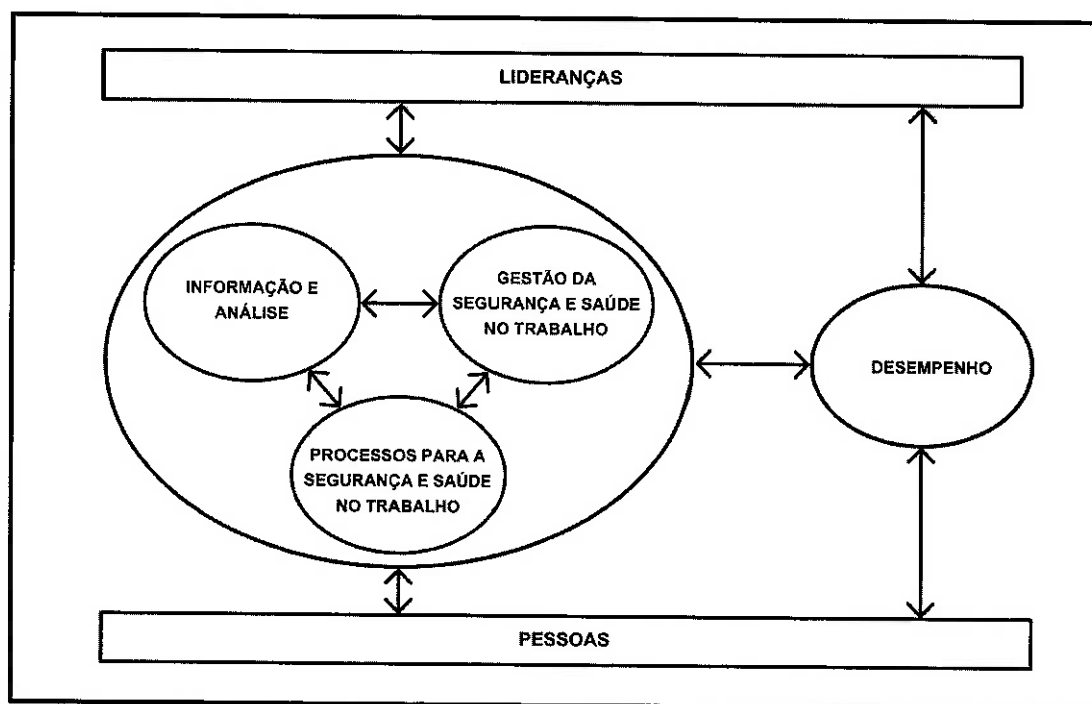 LIDERANÇAS
INFORMAÇÃO E
ANÁLISE
GESTÃO DA
SEGURANÇA E SAÚDE
NO TRABALHO
PROCESSOS PARA A
SEGURANÇA E SAÚDE
NO TRABALHO
DESEMPENHO
PESSOAS